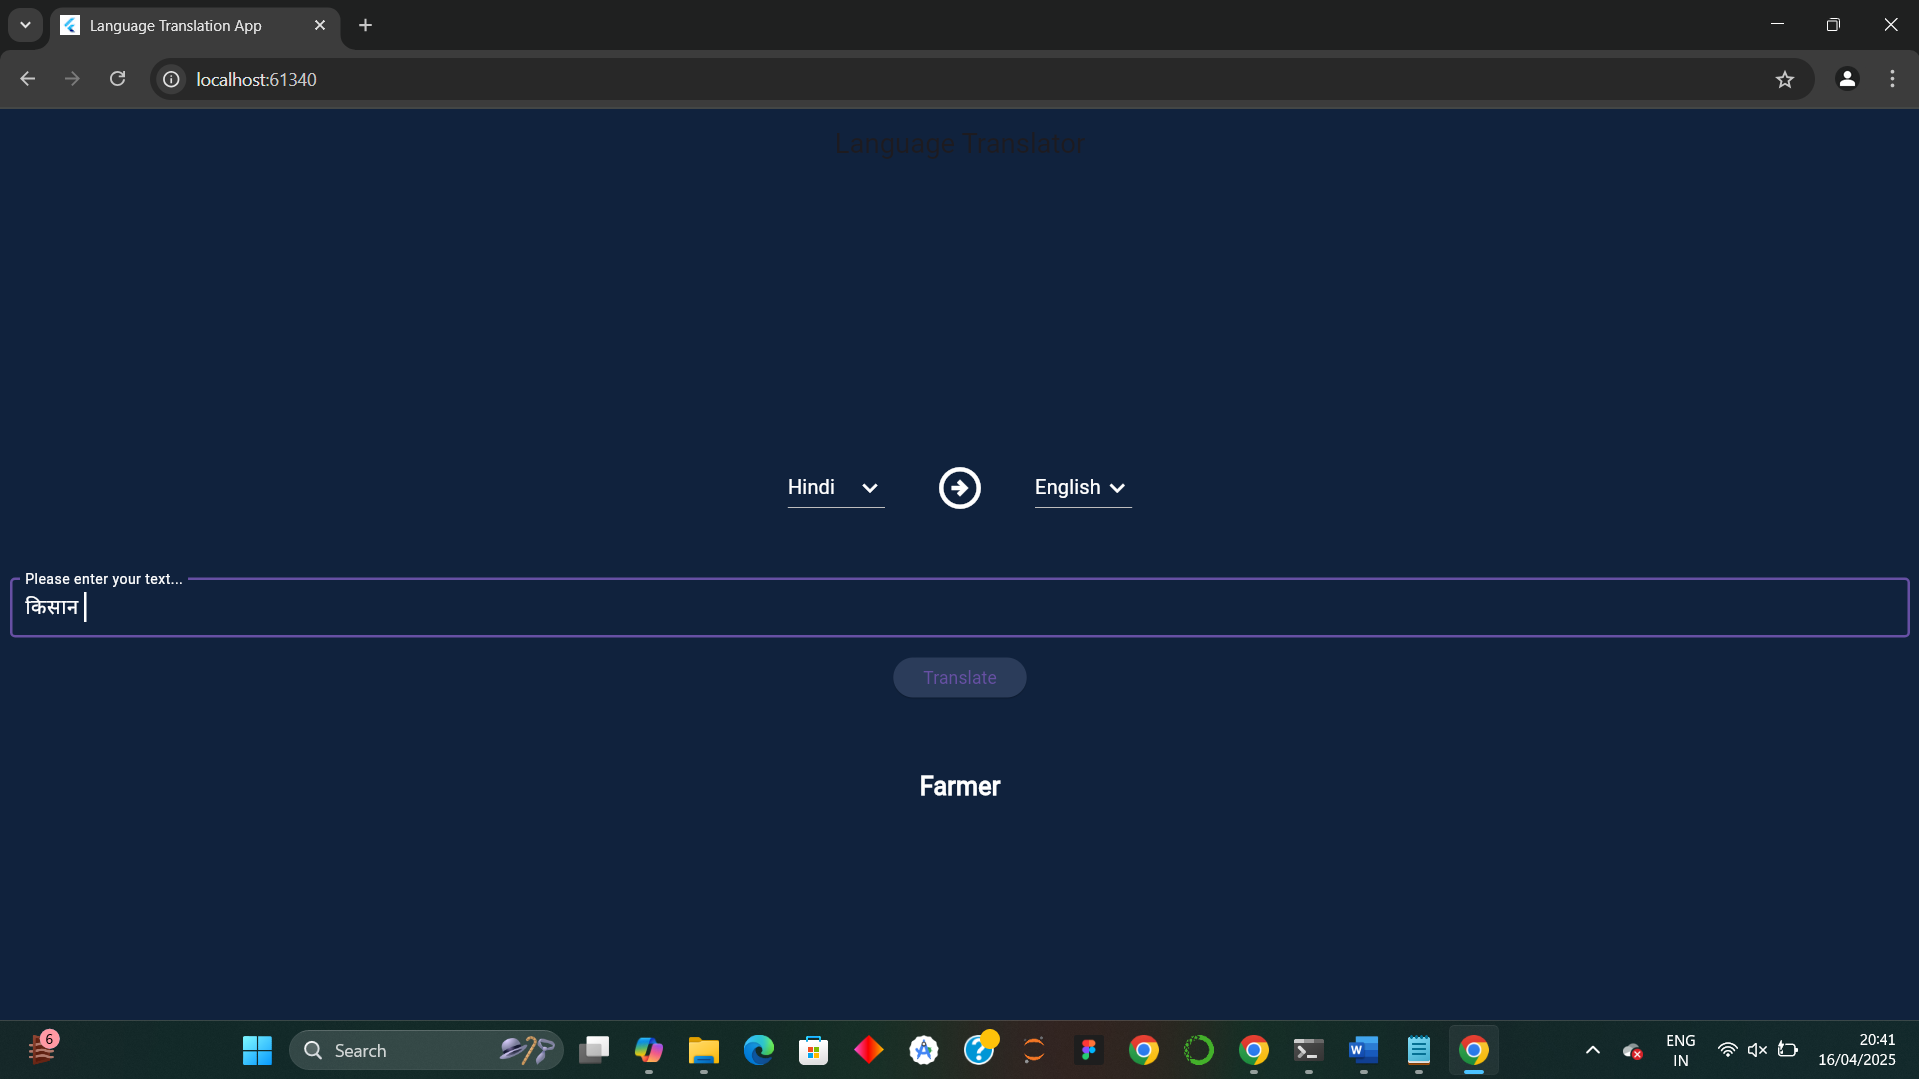 Language Translation App
localhost:61340
Language Translator
Hindi
English
Please enter your text...
किसान
Translate
Farmer
6
Search
ENG
IN
20:41
16/04/2025